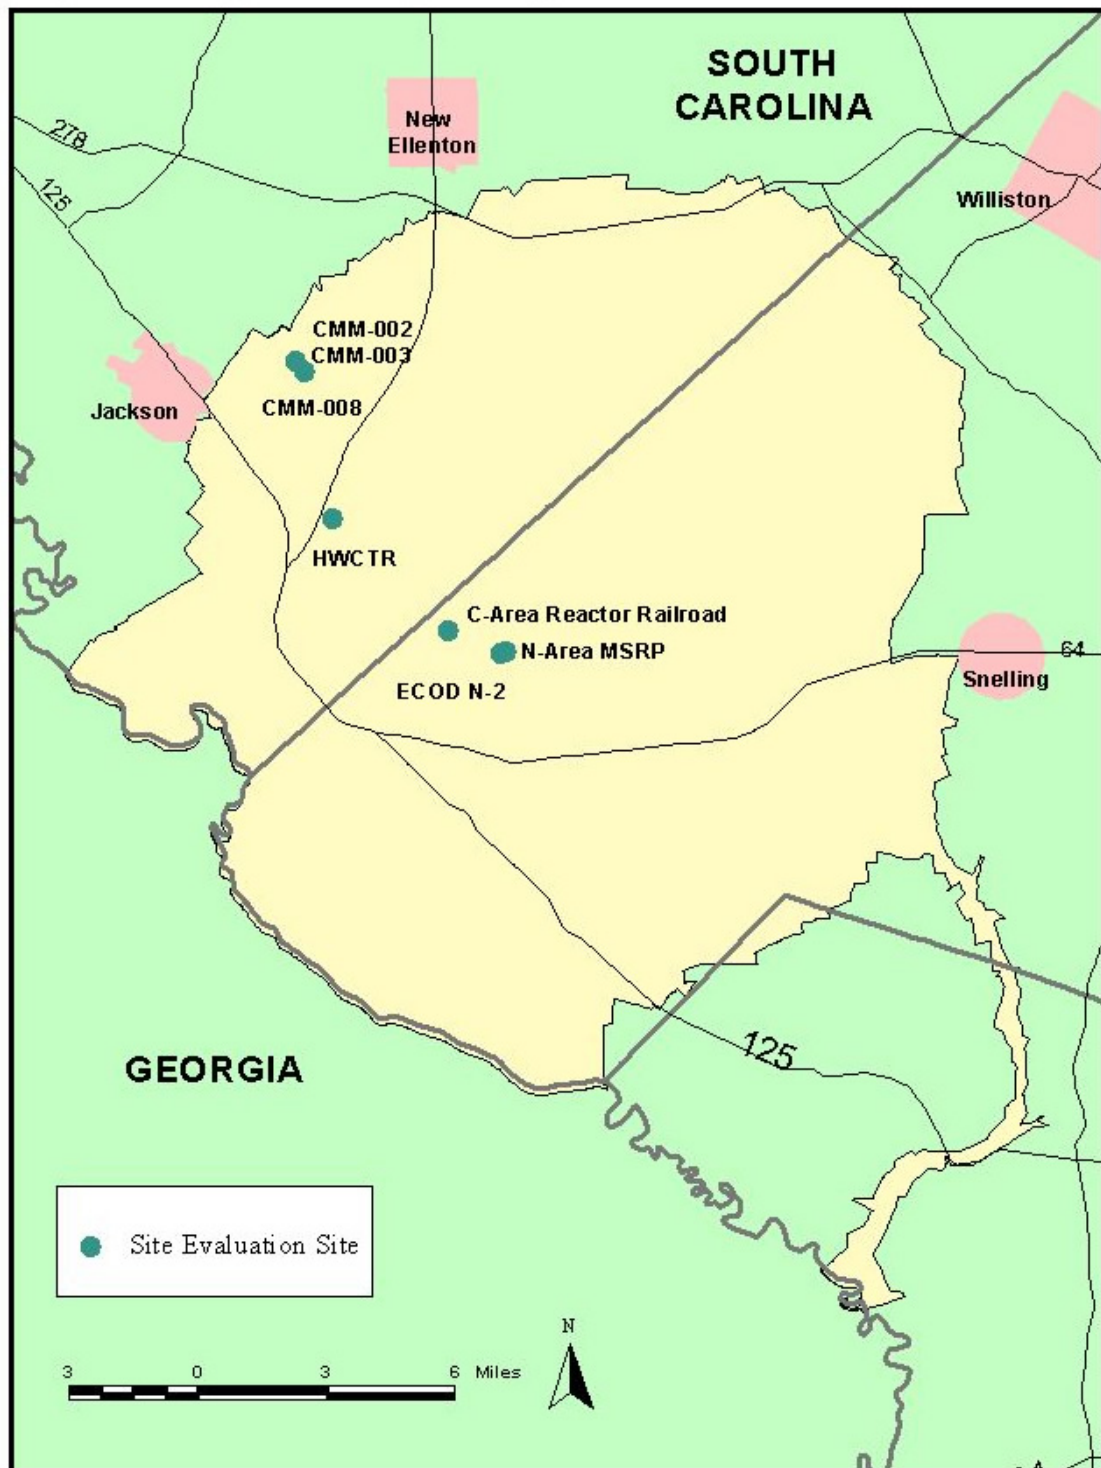 SOUTH
CAROLINA
New
Ellenton
278
125
Williston
CMM-002
CMM-003
CMM-008
Jackson
HWCTR
C-Area Reactor Railroad
N-Area MSRP
ECOD N-2
64
Snelling
125
GEORGIA
Site Evaluation Site
N
3 0 3 6 Miles